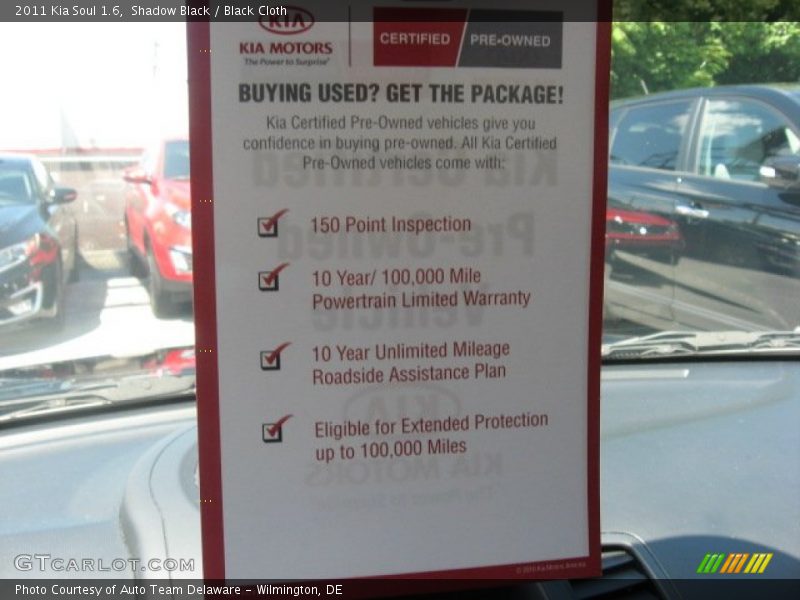 2011 Kia Soul 1.6, Shadow Black / Black Cloth
KIA
KIA MOTORS
The Power to Surprise
CERTIFIED
PRE-OWNED
BUYING USED? GET THE PACKAGE!
Kia Certified Pre-Owned vehicles give you
confidence in buying pre-owned. All Kia Certified
Pre-Owned vehicles come with:
150 Point Inspection
10 Year/ 100,000 Mile
Powertrain Limited Warranty
10 Year Unlimited Mileage
Roadside Assistance Plan
Eligible for Extended Protection
up to 100,000 Miles
GTcarlot.com
Photo Courtesy of Auto Team Delaware - Wilmington, DE